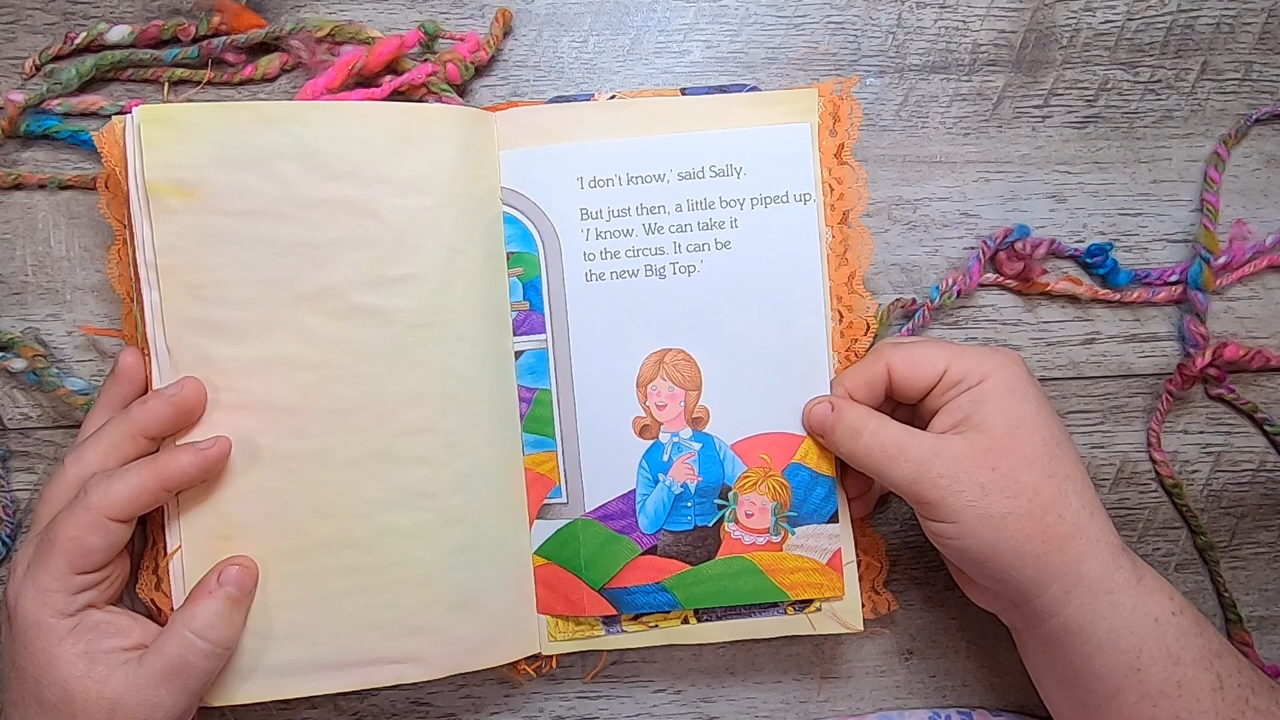 'I don't know,' said Sally.
But just then, a little boy piped up,
'I know. We can take it
to the circus. It can be
the new Big Top.'